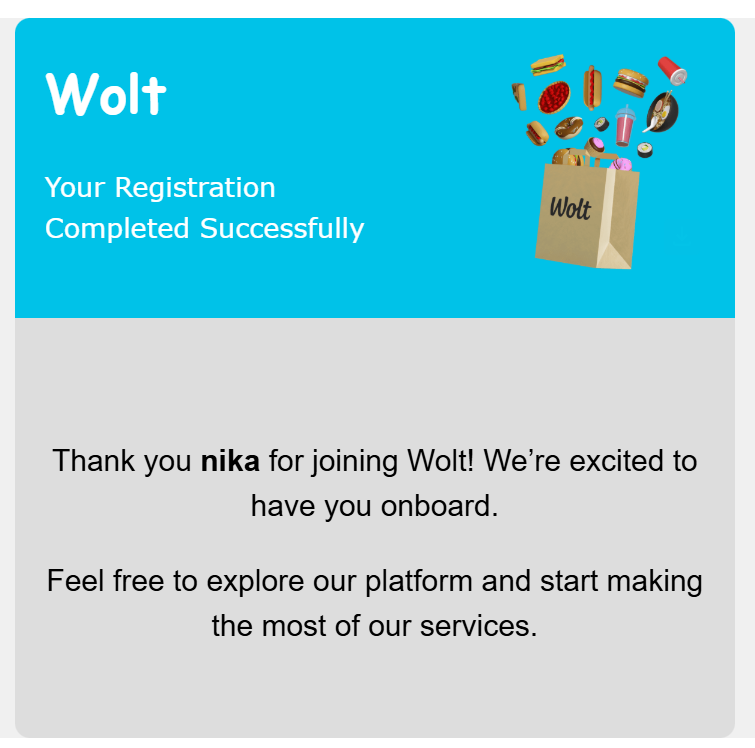 Wolt
Your Registration
Completed Successfully
Wolt
Thank you nika for joining Wolt! We’re excited to
have you onboard.
Feel free to explore our platform and start making
the most of our services.